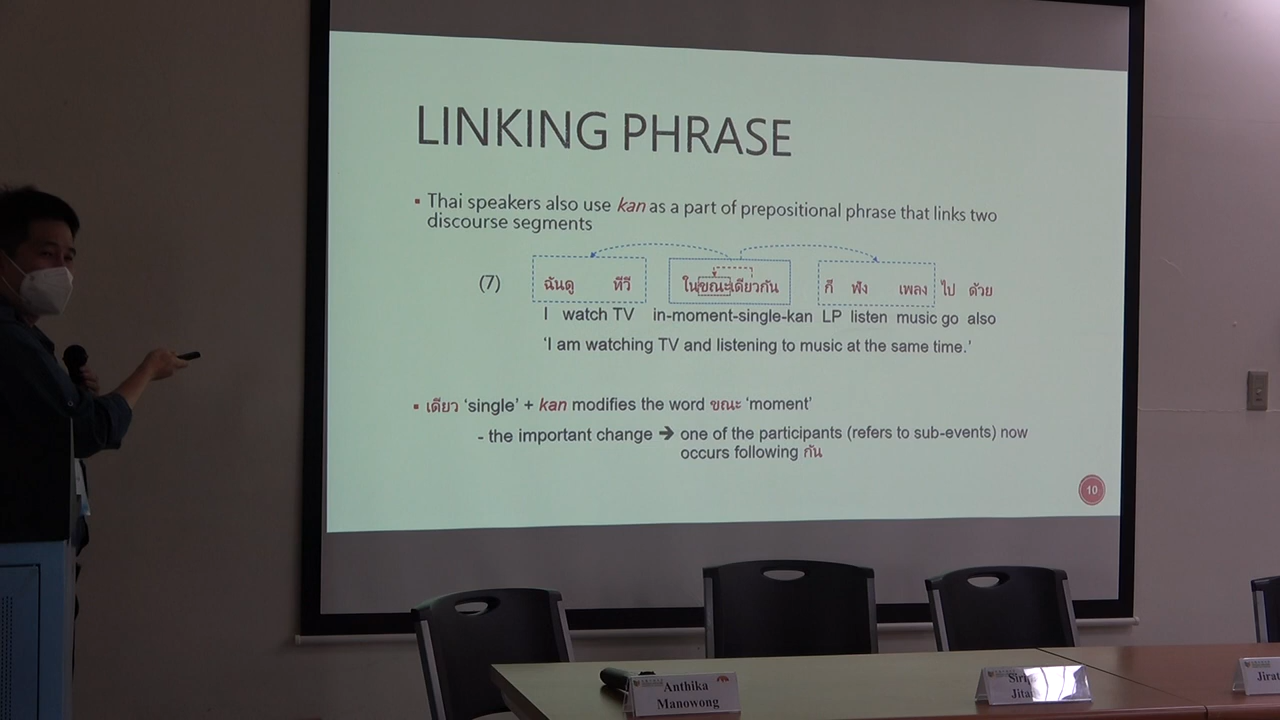 LINKING PHRASE
▪ Thai speakers also use kan as a part of prepositional phrase that links two
discourse segments
(7) ฉันดู ทีวี ในขณะเดียวกัน ก็ ฟัง เพลง ไป ด้วย
I watch TV in-moment-single-kan LP listen music go also
‘I am watching TV and listening to music at the same time.’
▪ เดียว ‘single’ + kan modifies the word ขณะ ‘moment’
- the important change ➔ one of the participants (refers to sub-events) now
occurs following กัน
10
Anthika
Manowong